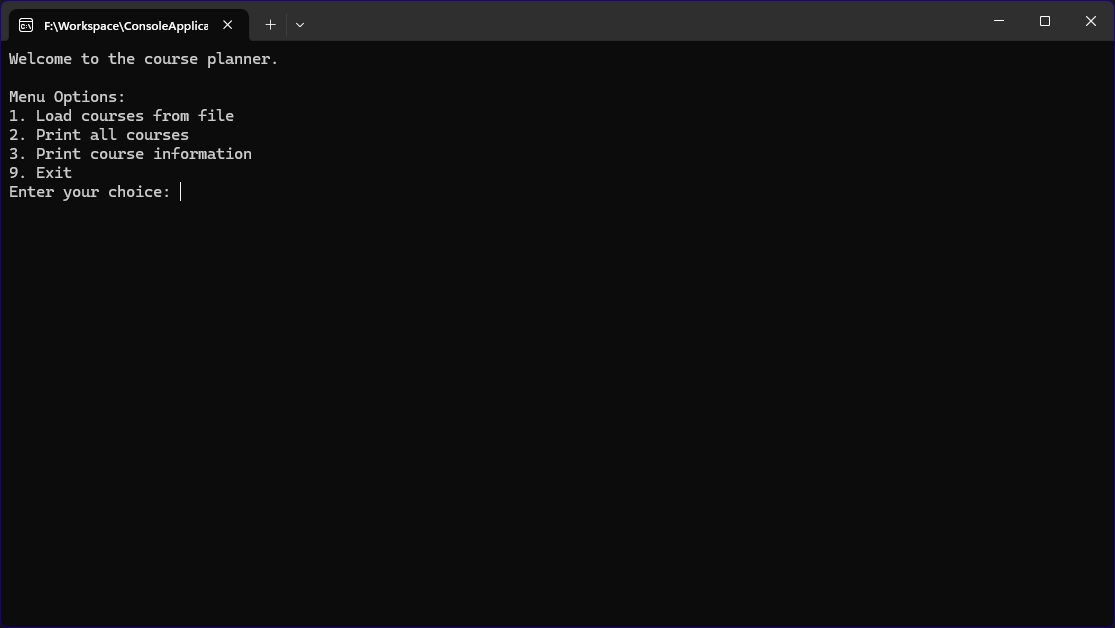 F:\Workspace\ConsoleApplica
Welcome to the course planner.
Menu Options:
1. Load courses from file
2. Print all courses
3. Print course information
9. Exit
Enter your choice: